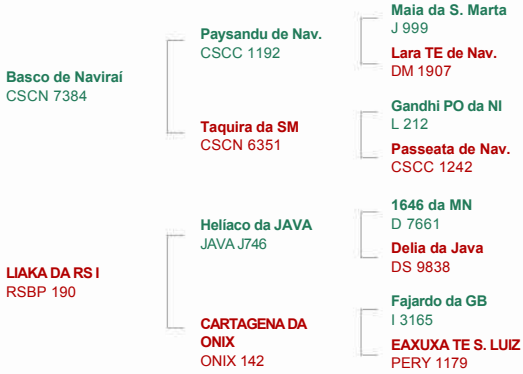 Basco de Naviraí
CSCN 7384
LIAKA DA RS I
RSBP 190
Paysandu de Nav.
CSCC 1192
Taquira da SM
CSCN 6351
Helíaco da JAVA
JAVA J746
CARTAGENA DA
ONIX
ONIX 142
Maia da S. Marta
J 999
Lara TE de Nav.
DM 1907
Gandhi PO da NI
L 212
Passeata de Nav.
CSCC 1242
1646 da MN
D 7661
Delia da Java
DS 9838
Fajardo da GB
I 3165
EAXUXA TE S. LUIZ
PERY 1179